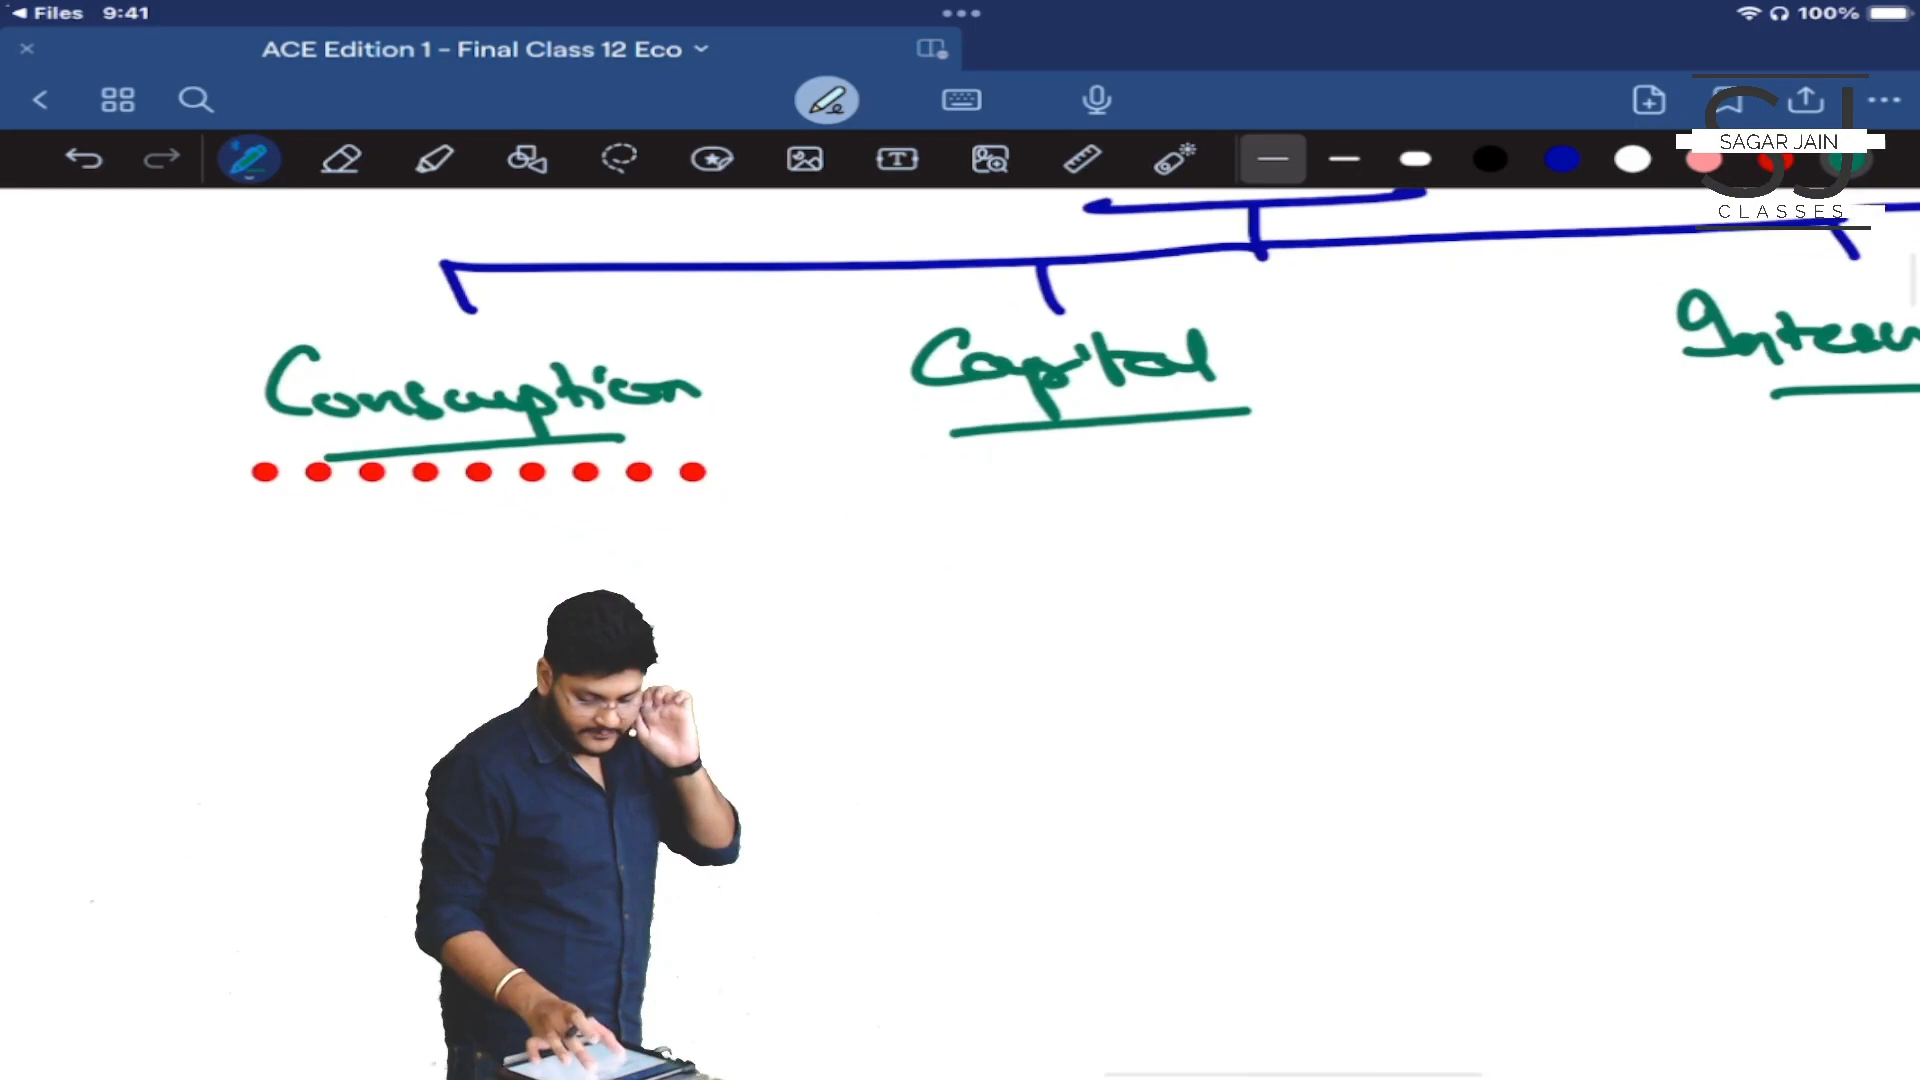 Files 9:41 100%
ACE Edition 1 - Final Class 12 Eco
SAGAR JAIN
CLASSES
Consumption Capital